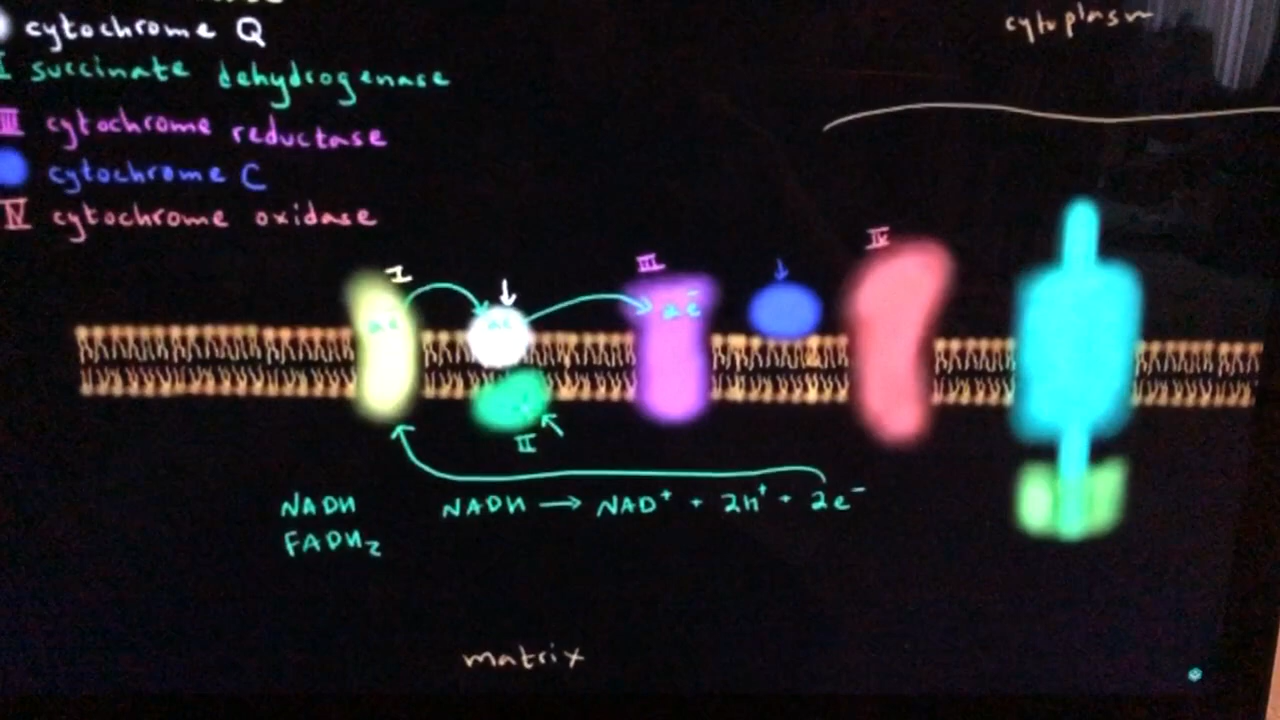 cytochrome Q
cytoplasm
I succinate dehydrogenase
III cytochrome reductase
cytochrome C
IV cytochrome oxidase
I
III
IV
2e⁻
II
NADH
NADH → NAD⁺ + 2H⁺ + 2e⁻
FADH₂
matrix